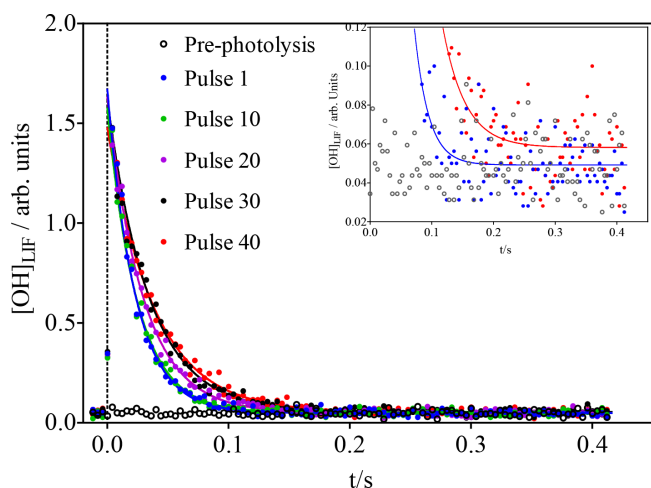 2.0
1.5
1.0
0.5
0.0
[OH]LIF / arb. units
0.0
0.1
0.2
0.3
0.4
t/s
Pre-photolysis
Pulse 1
Pulse 10
Pulse 20
Pulse 30
Pulse 40
0.12
0.10
0.08
0.06
0.04
0.02
[OH]LIF / arb. Units
0.0
0.1
0.2
0.3
0.4
t/s